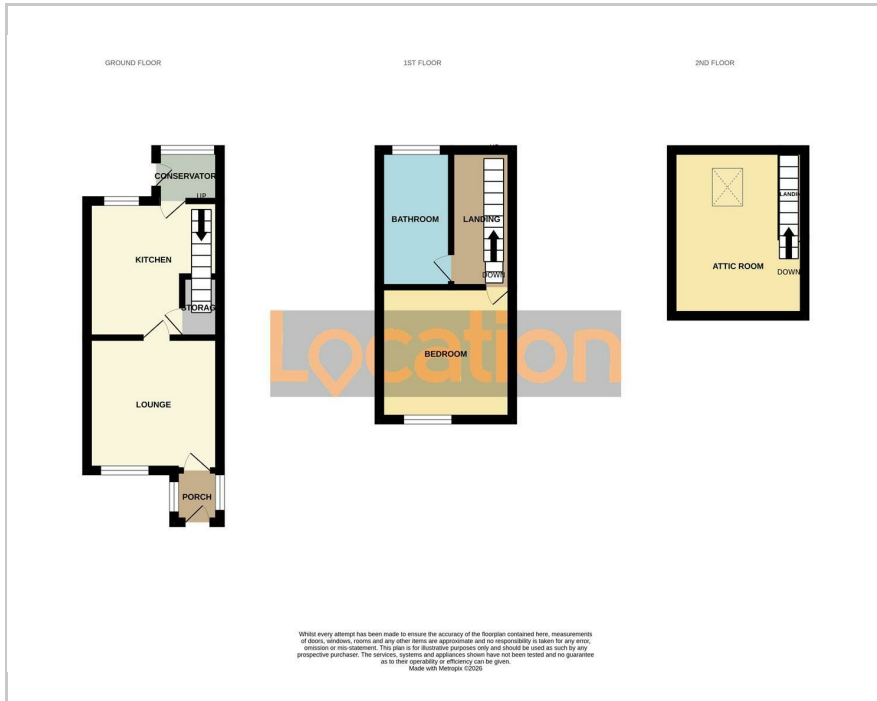 GROUND FLOOR
1ST FLOOR
2ND FLOOR
CONSERVATOR
UP
KITCHEN
STORAG
LOUNGE
PORCH
BATHROOM
LANDING
DOWN
BEDROOM
LANDIN
ATTIC ROOM
DOWN
Location
Whilst every attempt has been made to ensure the accuracy of the floorplan contained here, measurements
of doors, windows, rooms and any other items are approximate and no responsibility is taken for any error,
omission or mis-statement. This plan is for illustrative purposes only and should be used as such by any
prospective purchaser. The services, systems and appliances shown have not been tested and no guarantee
as to their operability or efficiency can be given.
Made with Metropix ©2026